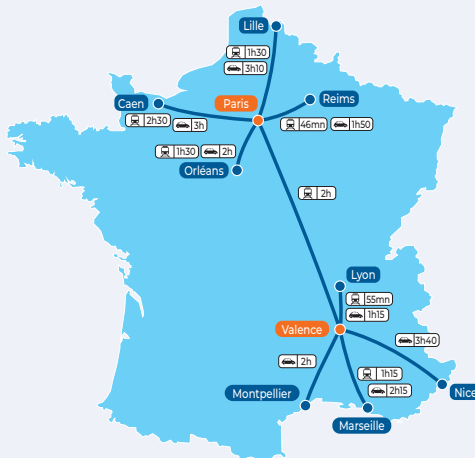 Lille
1h30
3h10
Caen
Paris
Reims
2h30
3h
46mn
1h50
1h30
2h
Orléans
2h
Lyon
55mn
1h15
Valence
3h40
2h
1h15
2h15
Montpellier
Nice
Marseille